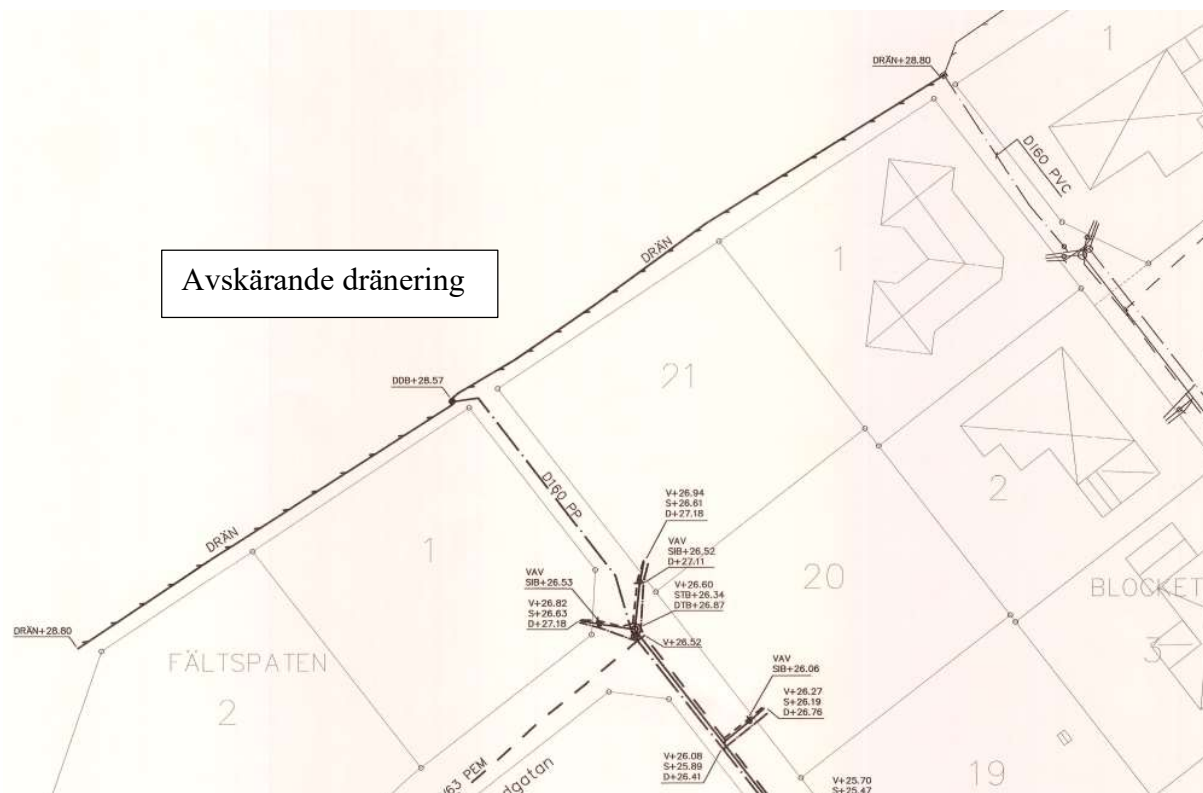 1
DRÄN+28.80
D160 PVC
DRÄN
Avskärande dränering
1
21
DDB+28.57
2
D160 PP
V+26.94
S+26.61
D+27.18
DRÄN
1
VAV
SIB+26,52
D+27.11
VAV
SIB+26.53
20
BLOCKET
V+26.60
STB+26.34
DTB+26.87
V+26.82
S+26.63
D+27.18
DRÄN+28.80
V+26.52
3
FÄLTSPATEN
VAV
SIB+26.06
2
V+26.27
S+26.19
D+26.76
V+26.08
S+25.89
D+26.41
V63 PEM
dgatan
19
V+25.70
S+25.47